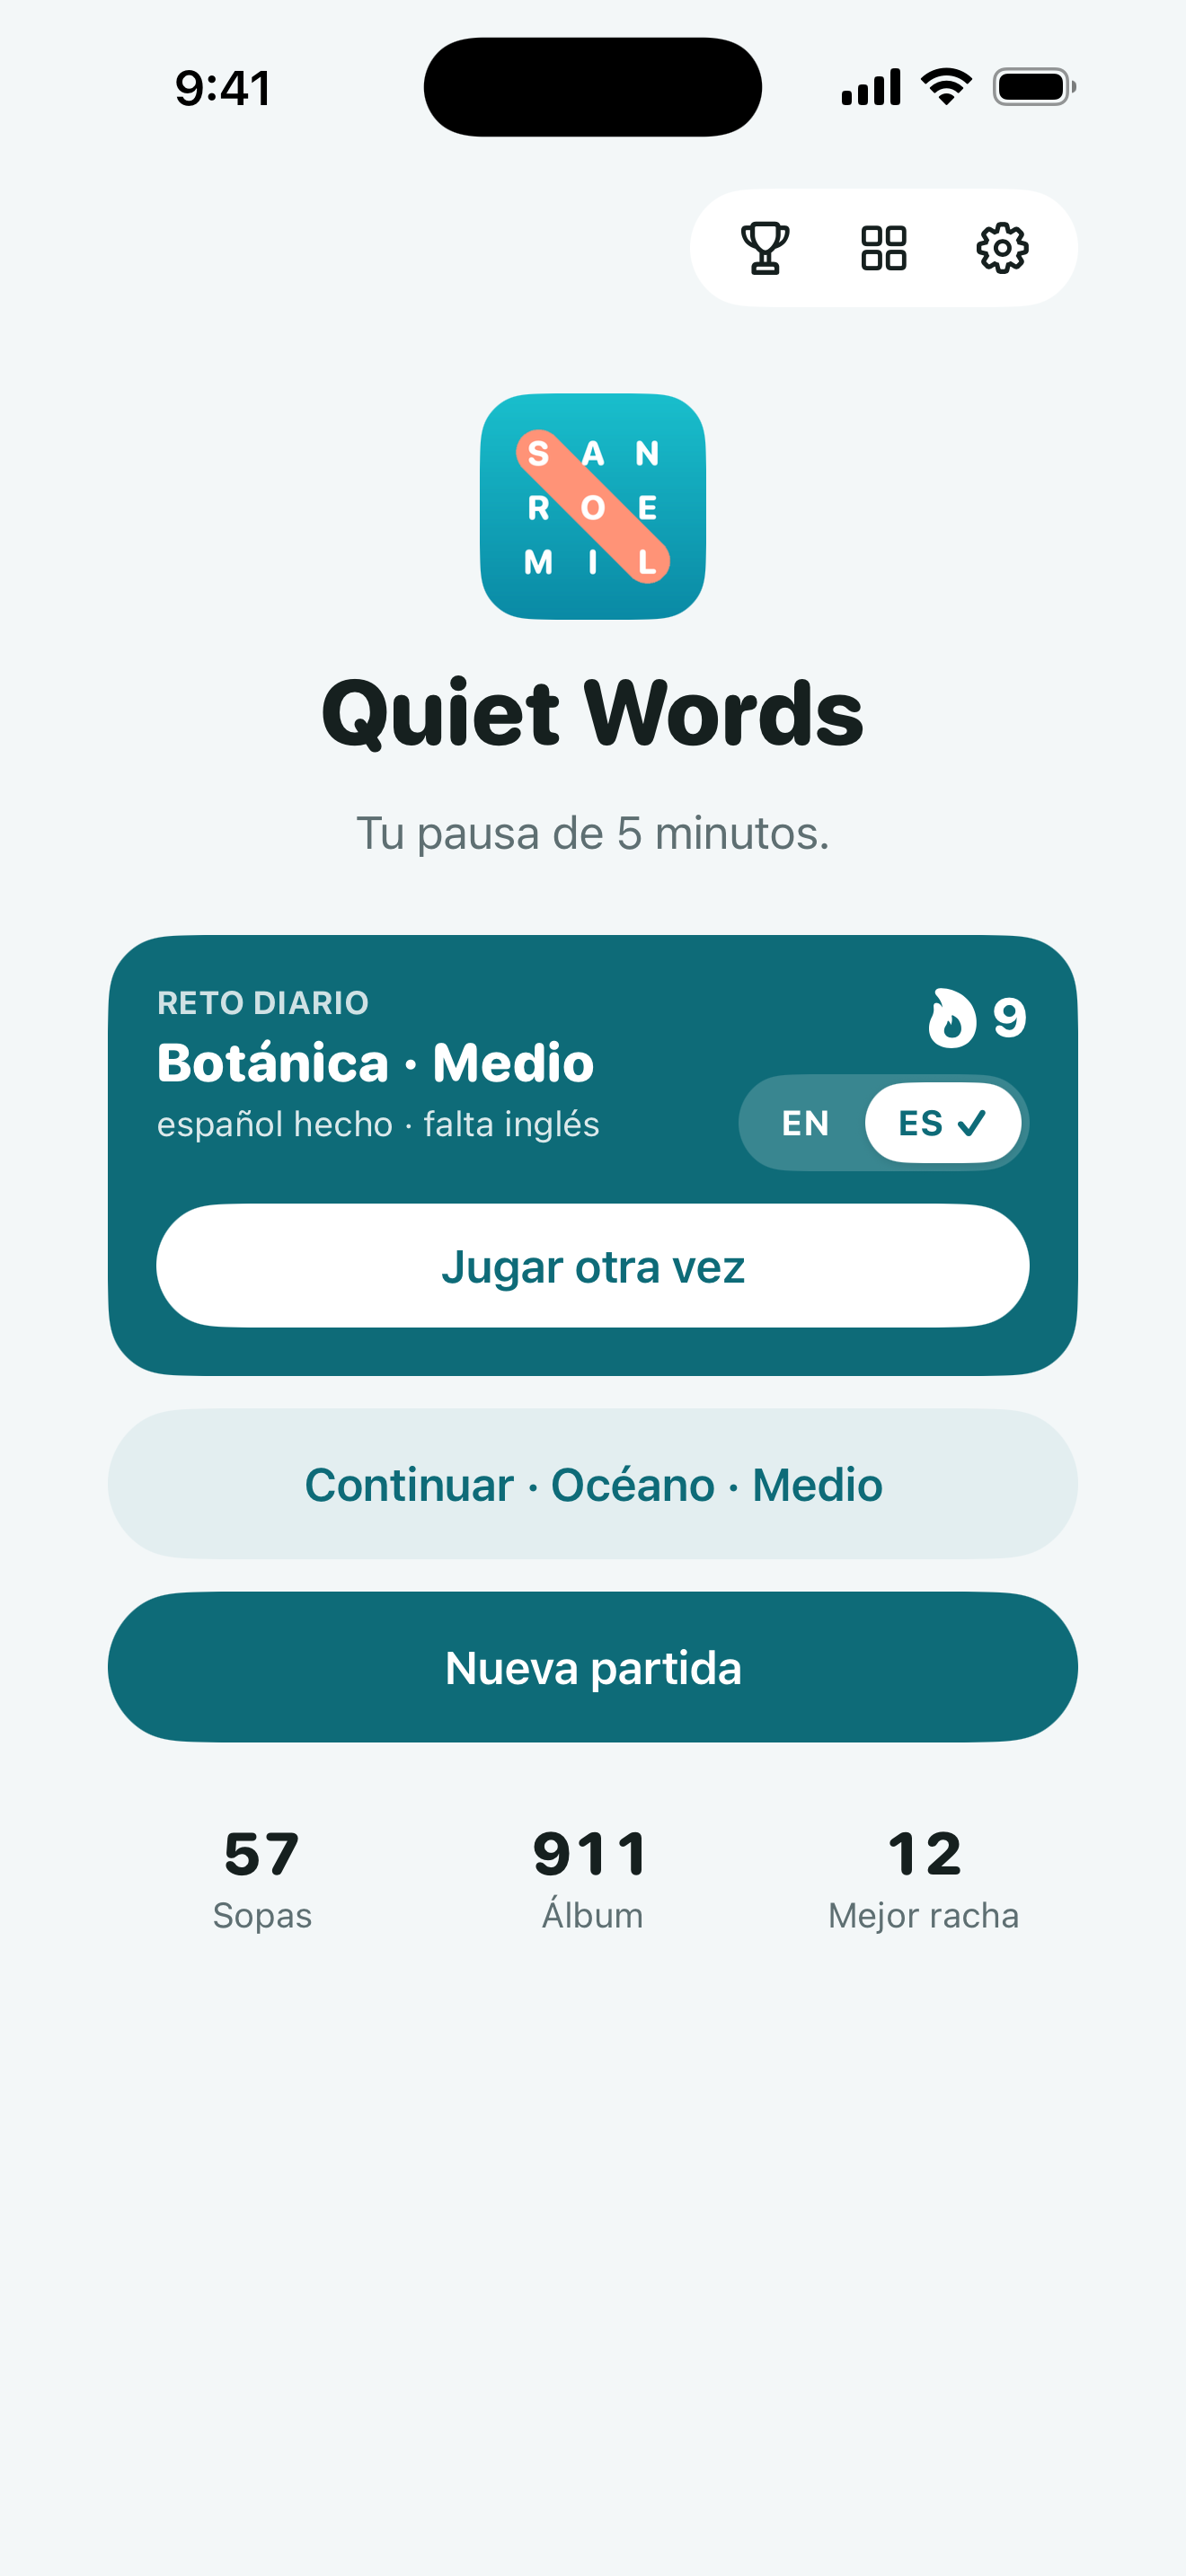 9:41
S A N
R O E
M I L
Quiet Words
Tu pausa de 5 minutos.
RETO DIARIO
9
Botánica · Medio
español hecho · falta inglés
EN
ES ✓
Jugar otra vez
Continuar · Océano · Medio
Nueva partida
57
Sopas
911
Álbum
12
Mejor racha